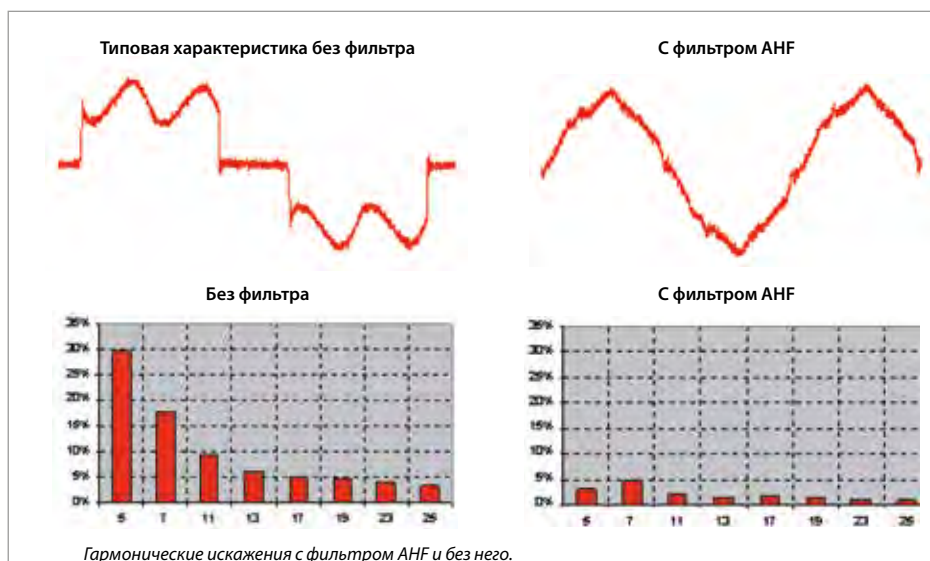 Типовая характеристика без фильтра
С фильтром AHF
Без фильтра
С фильтром AHF
35%
30%
25%
20%
15%
10%
5%
0%
5 7 11 13 17 19 23 25
35%
30%
25%
20%
15%
10%
5%
0%
5 7 11 13 17 19 23 25
Гармонические искажения с фильтром AHF и без него.